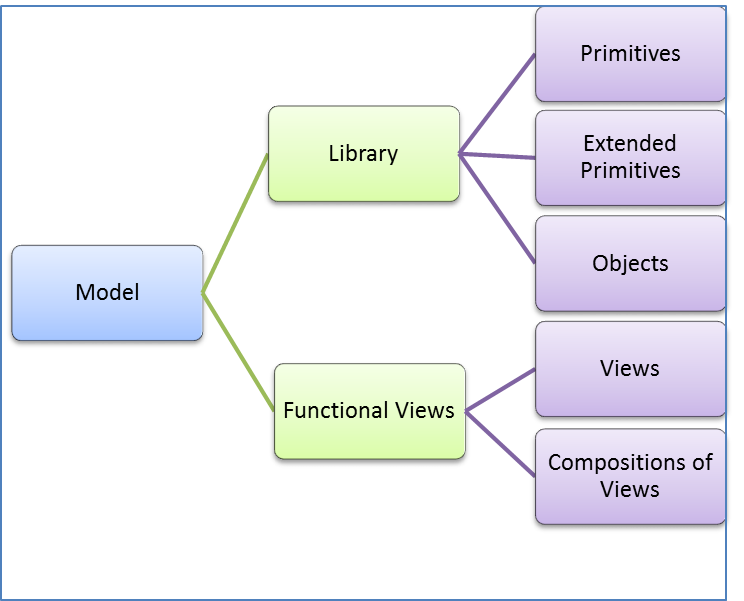 Model
Library
Functional Views
Primitives
Extended
Primitives
Objects
Views
Compositions of
Views